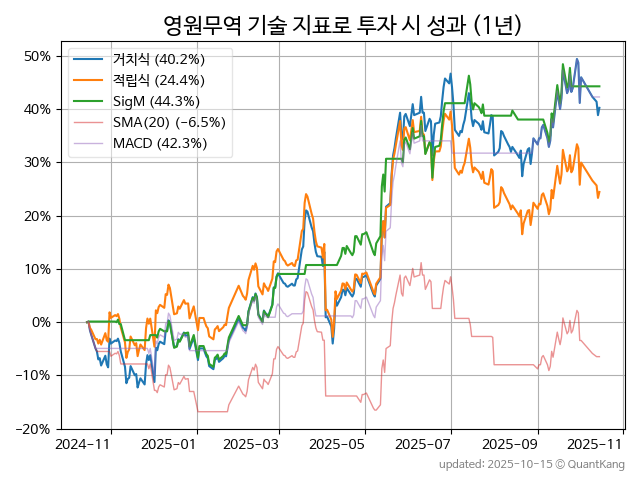 영원무역 기술 지표로 투자 시 성과 (1년)
거치식 (40.2%)
적립식 (24.4%)
SigM (44.3%)
SMA(20) (−6.5%)
MACD (42.3%)
50%
40%
30%
20%
10%
0%
−10%
−20%
2024-11 2025-01 2025-03 2025-05 2025-07 2025-09 2025-11
updated: 2025-10-15 © QuantKang